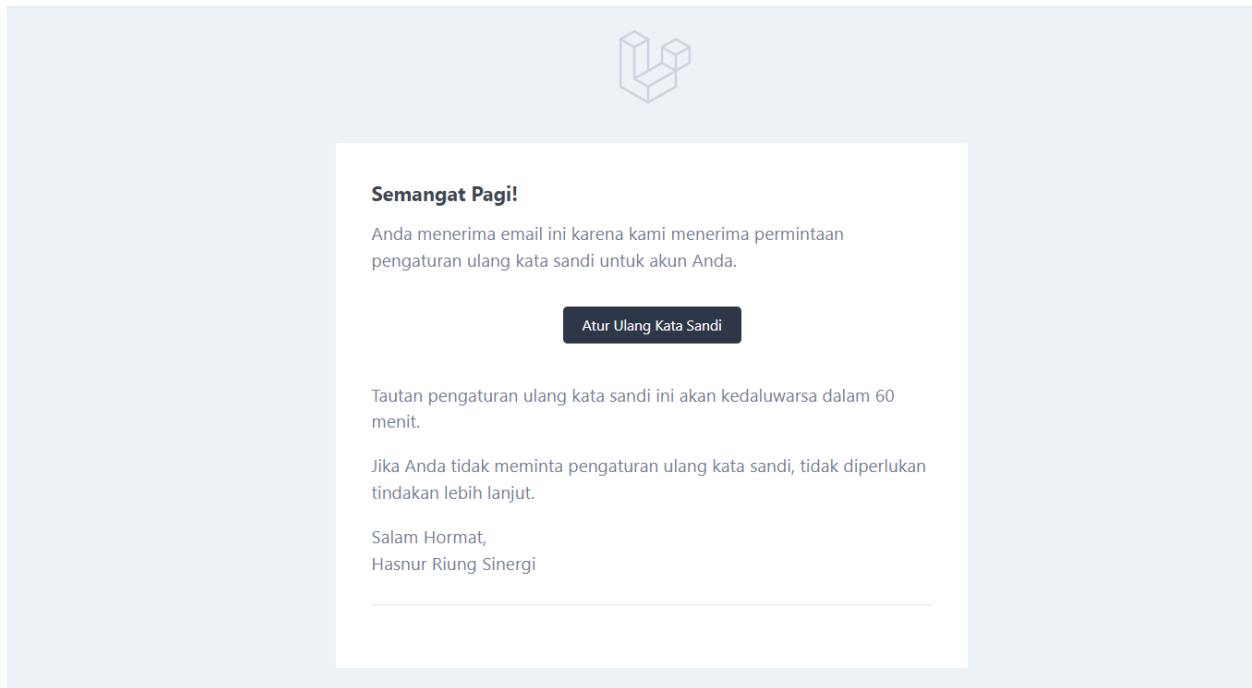 Semangat Pagi!
Anda menerima email ini karena kami menerima permintaan
pengaturan ulang kata sandi untuk akun Anda.
Atur Ulang Kata Sandi
Tautan pengaturan ulang kata sandi ini akan kedaluwarsa dalam 60
menit.
Jika Anda tidak meminta pengaturan ulang kata sandi, tidak diperlukan
tindakan lebih lanjut.
Salam Hormat,
Hasnur Riung Sinergi